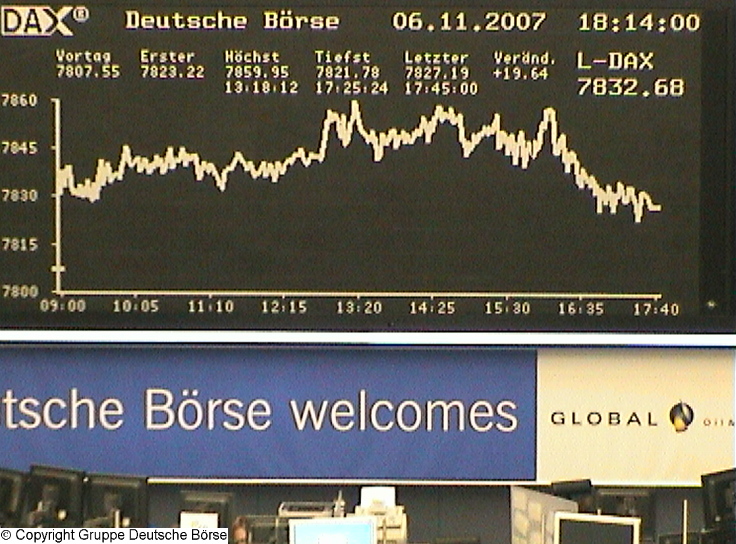 DAX® Deutsche Börse 06.11.2007 18:14:00
Vortag Erster Höchst Tiefst Letzter Veränd. L-DAX
7807.55 7823.22 7859.95 7821.78 7827.19 +19.64 7832.68
13:18:12 17:25:24 17:45:00
7860
7845
7830
7815
7800
09:00 10:05 11:10 12:15 13:20 14:25 15:30 16:35 17:40
tsche Börse welcomes
GLOBAL Oil &
© Copyright Gruppe Deutsche Börse